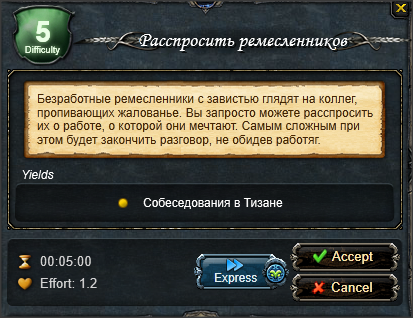 5
Difficulty
Расспросить ремесленников
Безработные ремесленники с завистью глядят на коллег,
пропивающих жалованье. Вы запросто можете расспросить
их о работе, о которой они мечтают. Самым сложным при
этом будет закончить разговор, не обидев работяг.
Yields
Собеседования в Тизане
00:05:00
Effort: 1.2
Express
Accept
Cancel